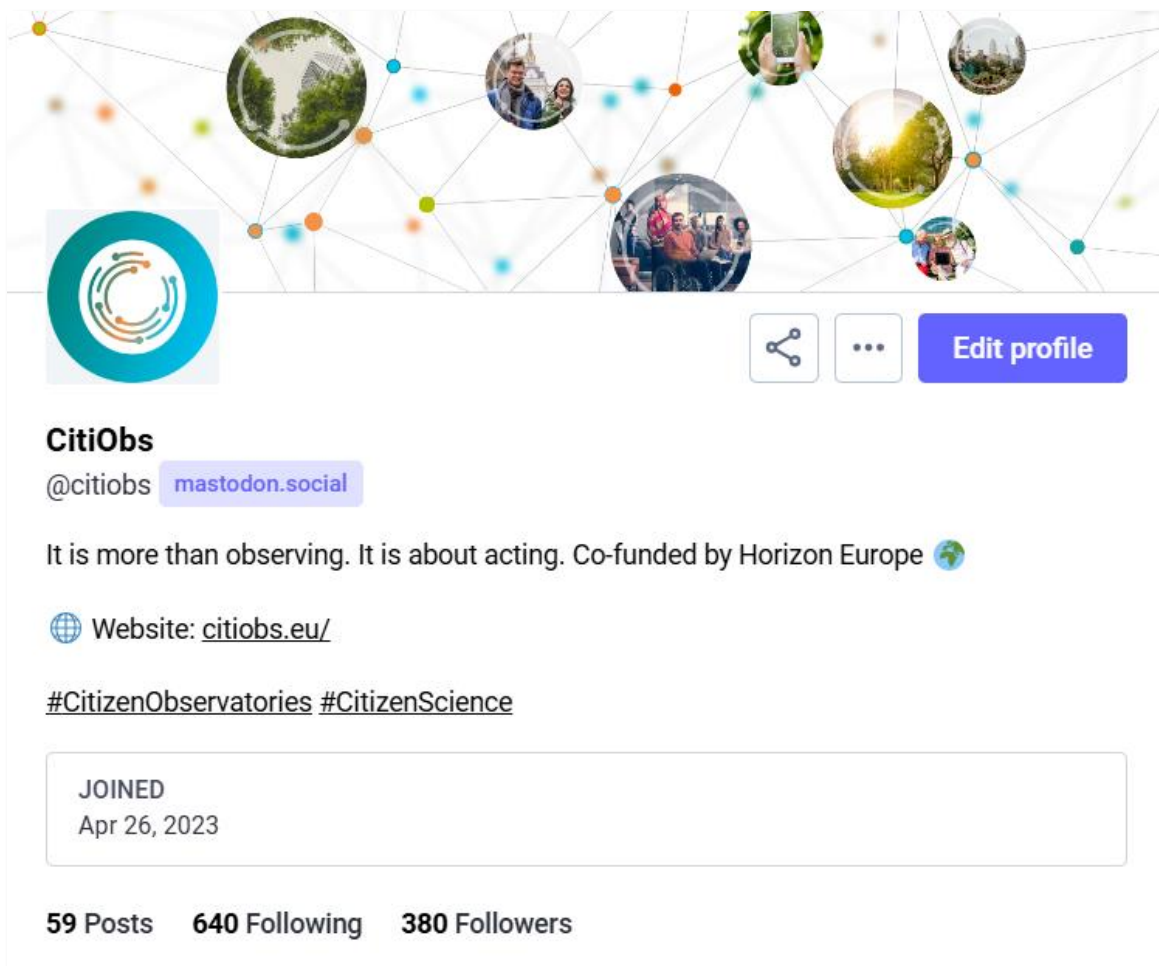 Edit profile
CitiObs
@citiobs mastodon.social
It is more than observing. It is about acting. Co-funded by Horizon Europe
Website: citiobs.eu/
#CitizenObservatories #CitizenScience
JOINED
Apr 26, 2023
59 Posts 640 Following 380 Followers